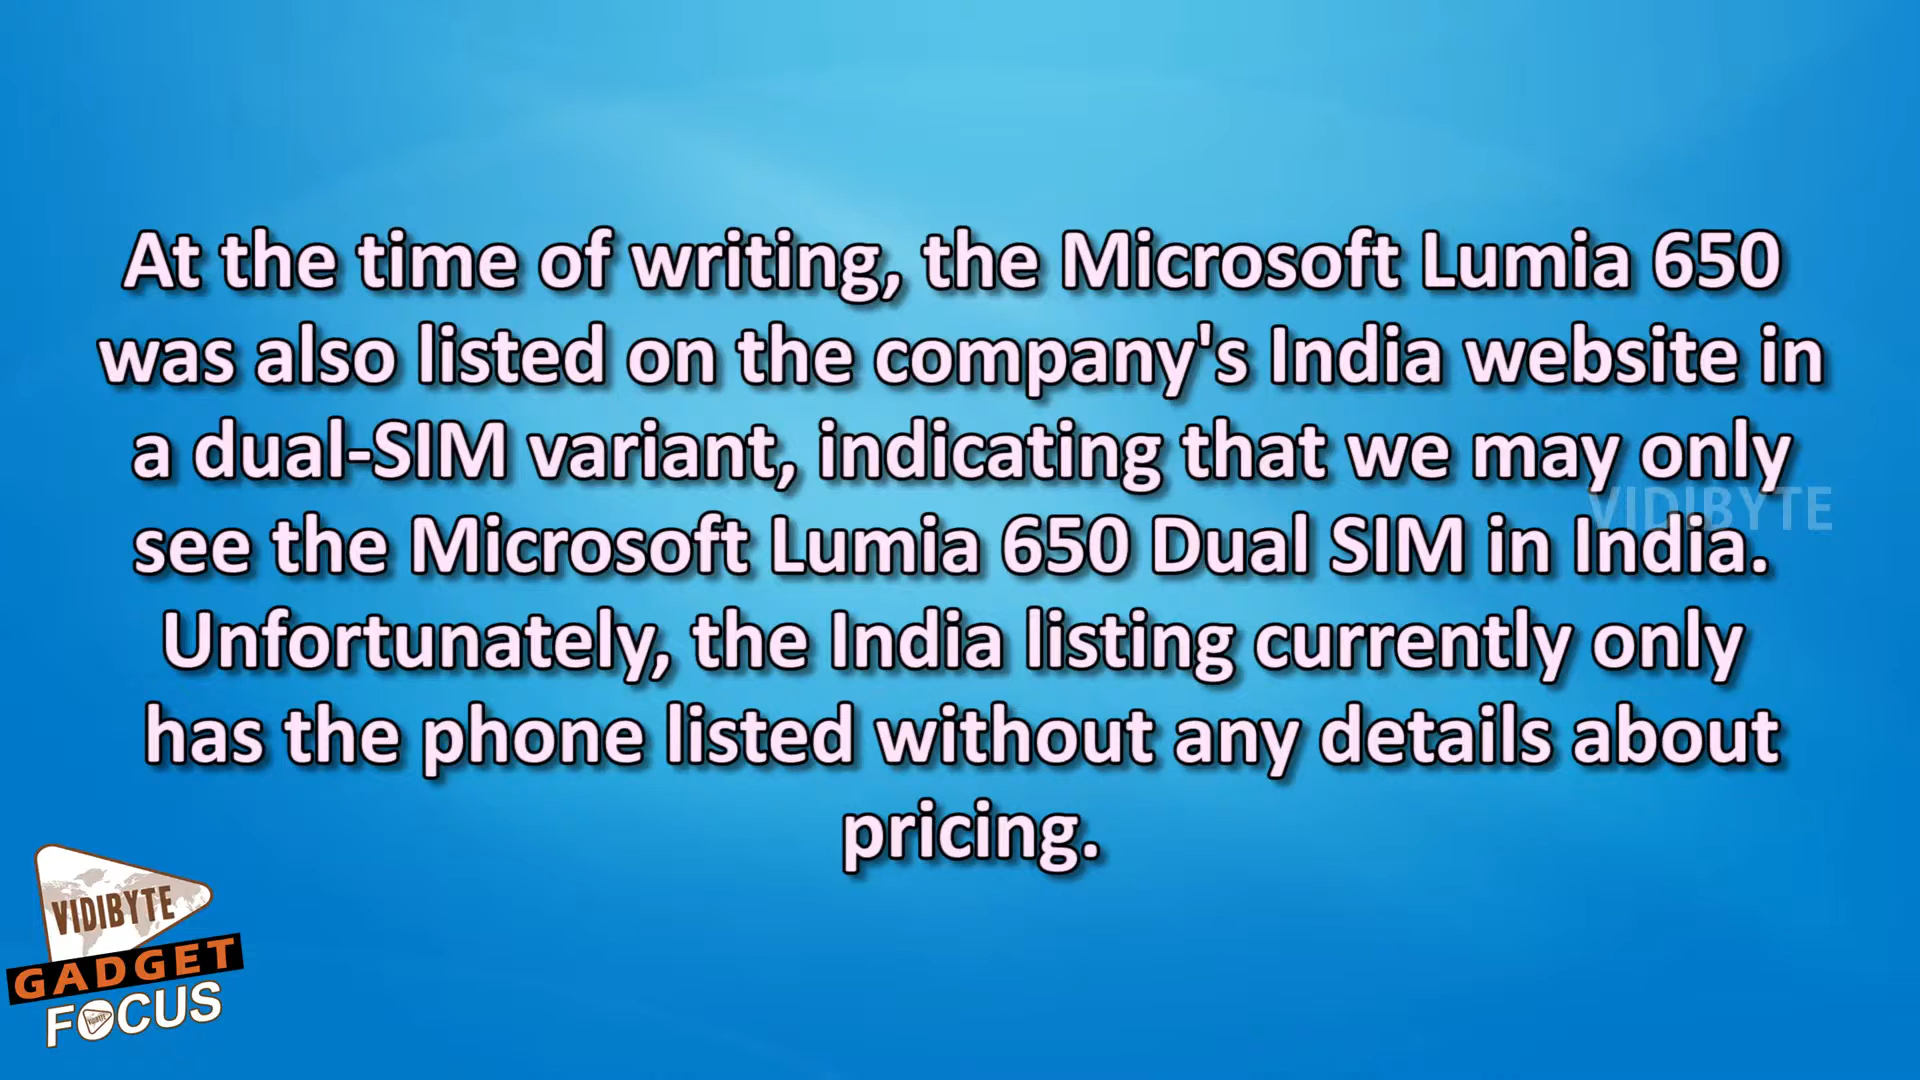 At the time of writing, the Microsoft Lumia 650
was also listed on the company's India website in
a dual-SIM variant, indicating that we may only
see the Microsoft Lumia 650 Dual SIM in India.
Unfortunately, the India listing currently only
has the phone listed without any details about
pricing.
VIDIBYTE
VIDIBYTE
GADGET
FOCUS